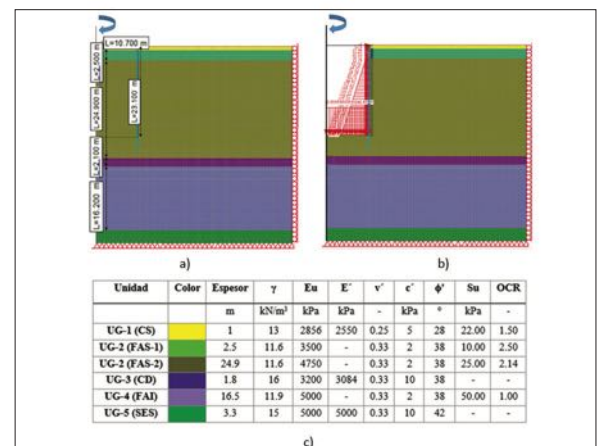 L=10.700 m
L=2,500 m
L=24.900 m
L=23.100 m
L=2,100 m
L=16.200 m
a)
b)
Unidad Color Espesor γ Eu E´ ν´ c´ ϕ' Su OCR
m kN/m³ kPa kPa - kPa ° kPa -
UG-1 (CS) 1 13 2856 2550 0.25 5 28 22.00 1.50
UG-2 (FAS-1) 2.5 11.6 3500 - 0.33 2 38 10.00 2.50
UG-2 (FAS-2) 24.9 11.6 4750 - 0.33 2 38 25.00 2.14
UG-3 (CD) 1.8 16 3200 3084 0.33 10 38 - -
UG-4 (FAI) 16.5 11.9 5000 - 0.33 2 38 50.00 1.00
UG-5 (SES) 3.3 15 5000 5000 0.33 10 42 - -
c)